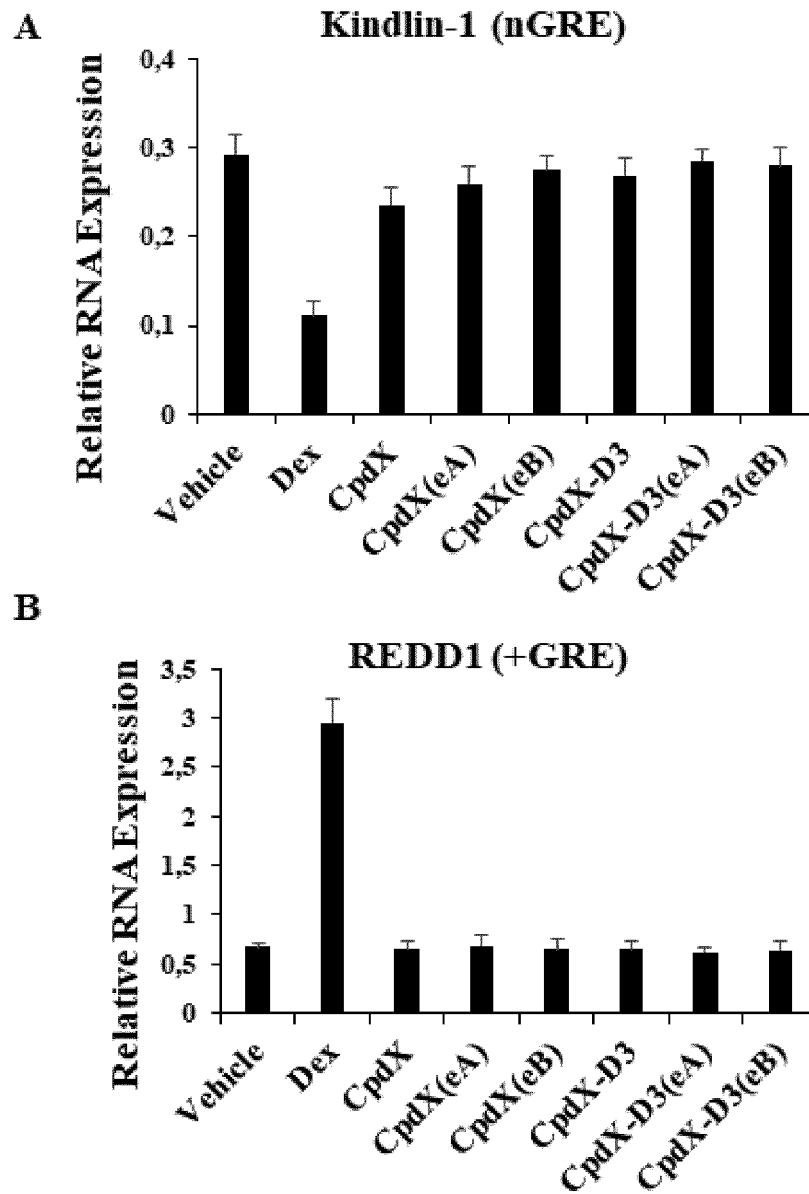 A
Kindlin-1 (nGRE)
Relative RNA Expression
0,4
0,3
0,2
0,1
0
Vehicle
Dex
CpdX
CpdX(eA)
CpdX(eB)
CpdX-D3
CpdX-D3(eA)
CpdX-D3(eB)
B
REDD1 (+GRE)
Relative RNA Expression
3,5
3
2,5
2
1,5
1
0,5
0
Vehicle
Dex
CpdX
CpdX(eA)
CpdX(eB)
CpdX-D3
CpdX-D3(eA)
CpdX-D3(eB)